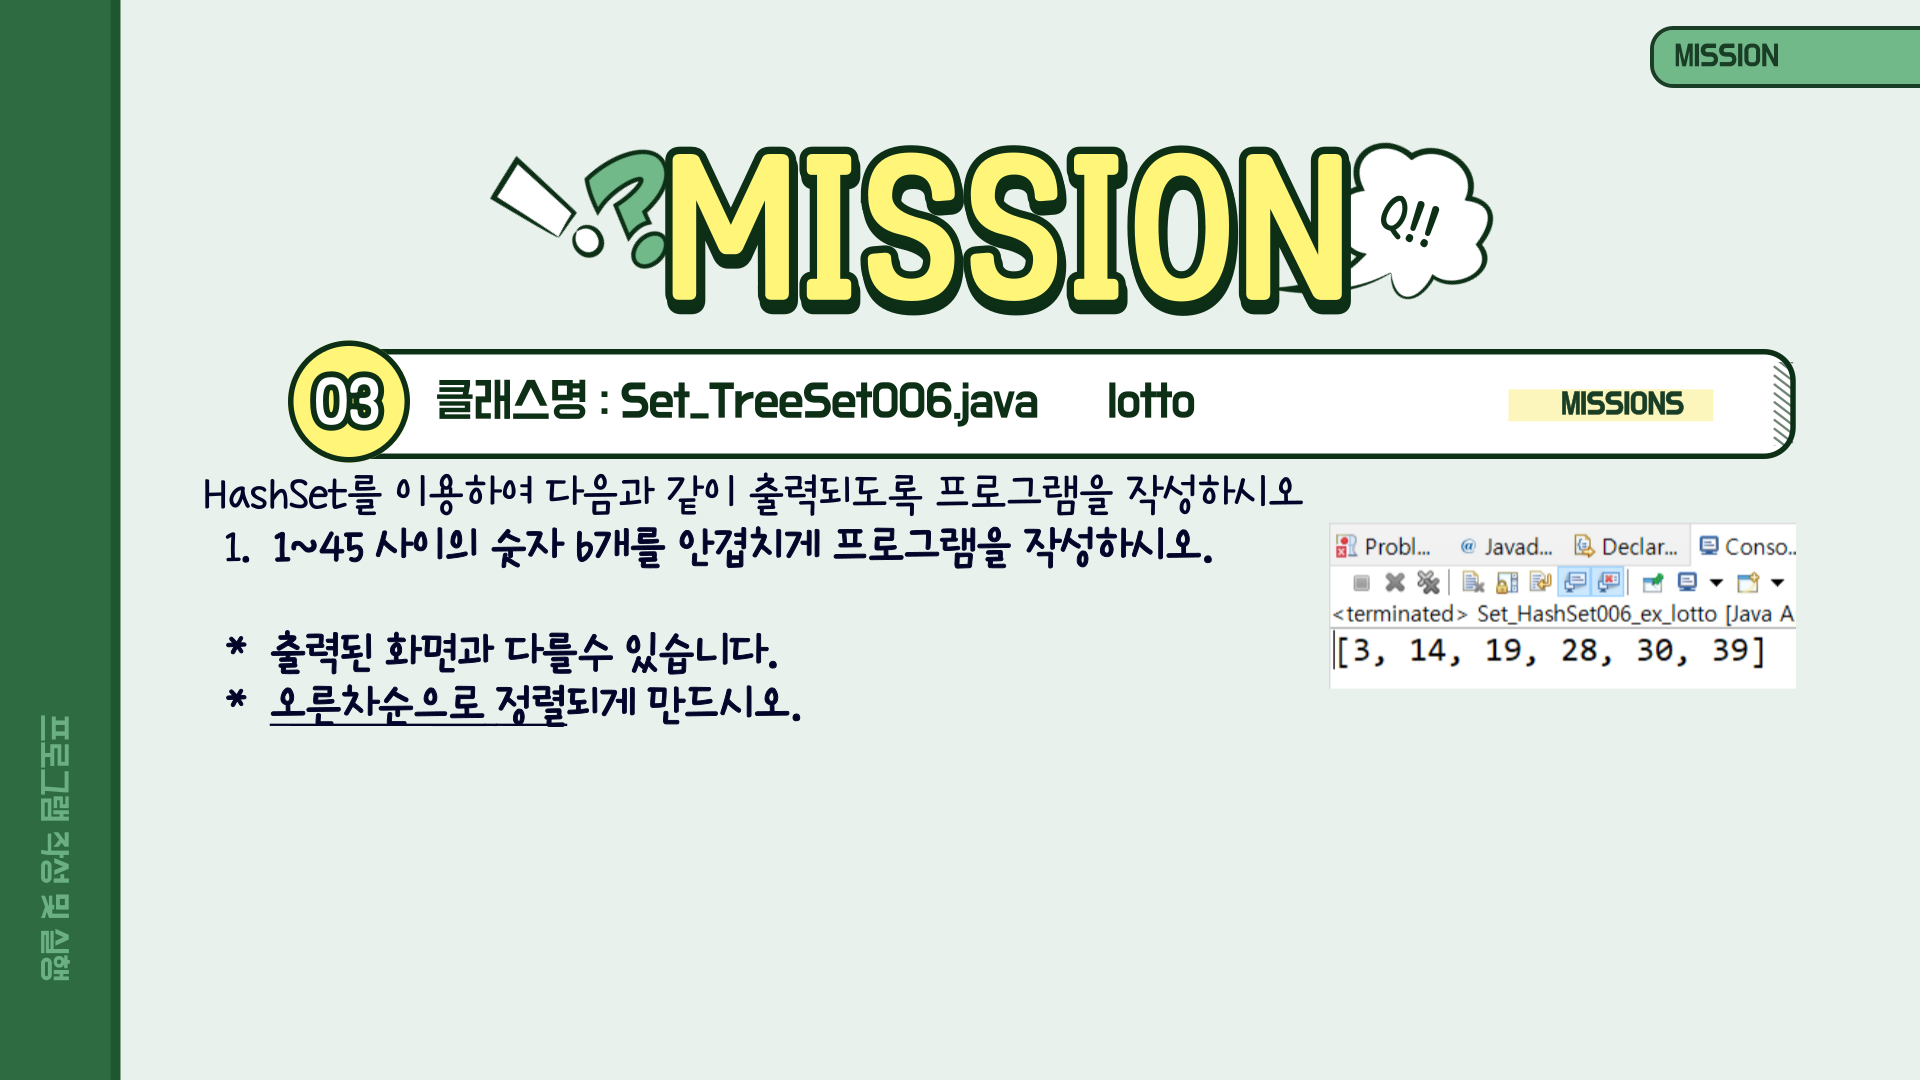 MISSION
MISSION
Q!!
03 클래스명 : Set_TreeSet006.java lotto MISSIONS
HashSet를 이용하여 다음과 같이 출력되도록 프로그램을 작성하시오
1. 1~45 사이의 숫자 6개를 안겹치게 프로그램을 작성하시오.
* 출력된 화면과 다를수 있습니다.
* 오른차순으로 정렬되게 만드시오.
Probl... @ Javad... Declar... Conso..
<terminated> Set_HashSet006_ex_lotto [Java A
[3, 14, 19, 28, 30, 39]
프로그램 작성 및 실행